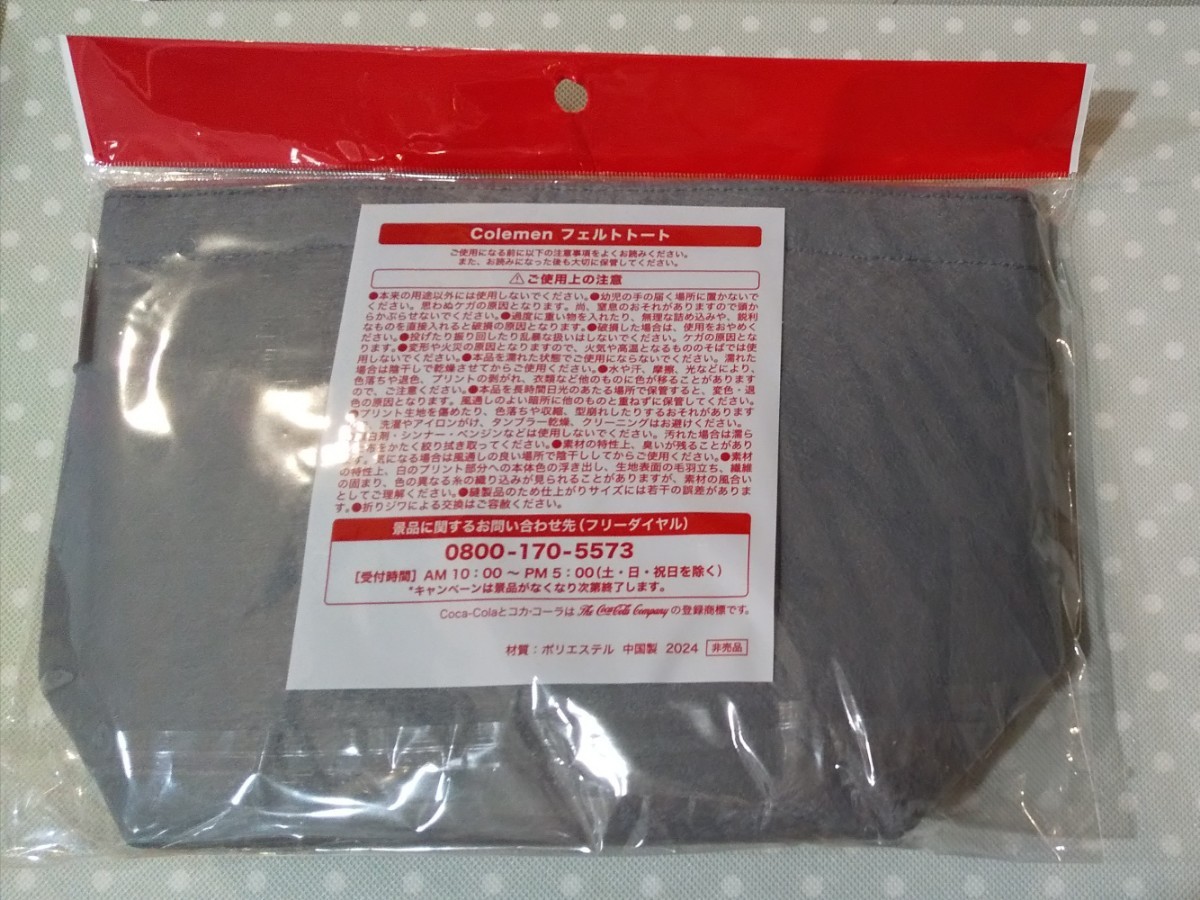 Colemen フェルトトート
ご使用になる前に以下の注意事項をよくお読みください。
また、お読みになった後も大切に保管してください。
⚠ご使用上の注意
●本来の用途以外には使用しないでください。●幼児の手の届く場所に置かないで
ください。思わぬケガの原因となります。尚、窒息のおそれがありますので頭か
らかぶらせないでください。●過度に重い物を入れたり、無理な詰め込みや、鋭利
なものを直接入れると破損の原因となります。●破損した場合は、使用をおやめく
ださい。●投げたり振り回したり乱暴な扱いはしないでください。ケガの原因とな
ります。●変形や火災の原因となりますので、火気や高温となるもののそばでは使
用しないでください。●本品を濡れた状態でご使用にならないでください。濡れた
場合は陰干しで乾燥させてからご使用ください。●水や汗、摩擦、光などにより、
色落ちや退色、プリントの剥がれ、衣類など他のものに色が移ることがあります
ので、ご注意ください。●本品を長時間日光のあたる場所で保管すると、変色・退
色の原因となります。風通しのよい暗所に他のものと重ねずに保管してください。
●プリント生地を傷めたり、色落ちや収縮、型崩れしたりするおそれがあります
洗濯やアイロンがけ、タンブラー乾燥、クリーニングはお避けください。
白剤・シンナー・ベンジンなどは使用しないでください。汚れた場合は濡ら
布をかたく絞り拭き取ってください。●素材の特性上、臭いが残ることがあり
気になる場合は風通しの良い場所で陰干ししてからご使用ください。●素材
の特性上、白のプリント部分への本体色の浮き出し、生地表面の毛羽立ち、繊維
の固まり、色の異なる糸の織り込みが見られることがありますが、素材の風合い
としてご理解ください。●縫製品のため仕上がりサイズには若干の誤差がありま
す。●折りジワによる交換はご容赦ください。
景品に関するお問い合わせ先(フリーダイヤル)
0800-170-5573
[受付時間] AM 10:00 ～ PM 5:00(土・日・祝日を除く)
*キャンペーンは景品がなくなり次第終了します。
Coca-Colaとコカ・コーラは The Coca-Cola Company の登録商標です。
材質:ポリエステル 中国製 2024 非売品